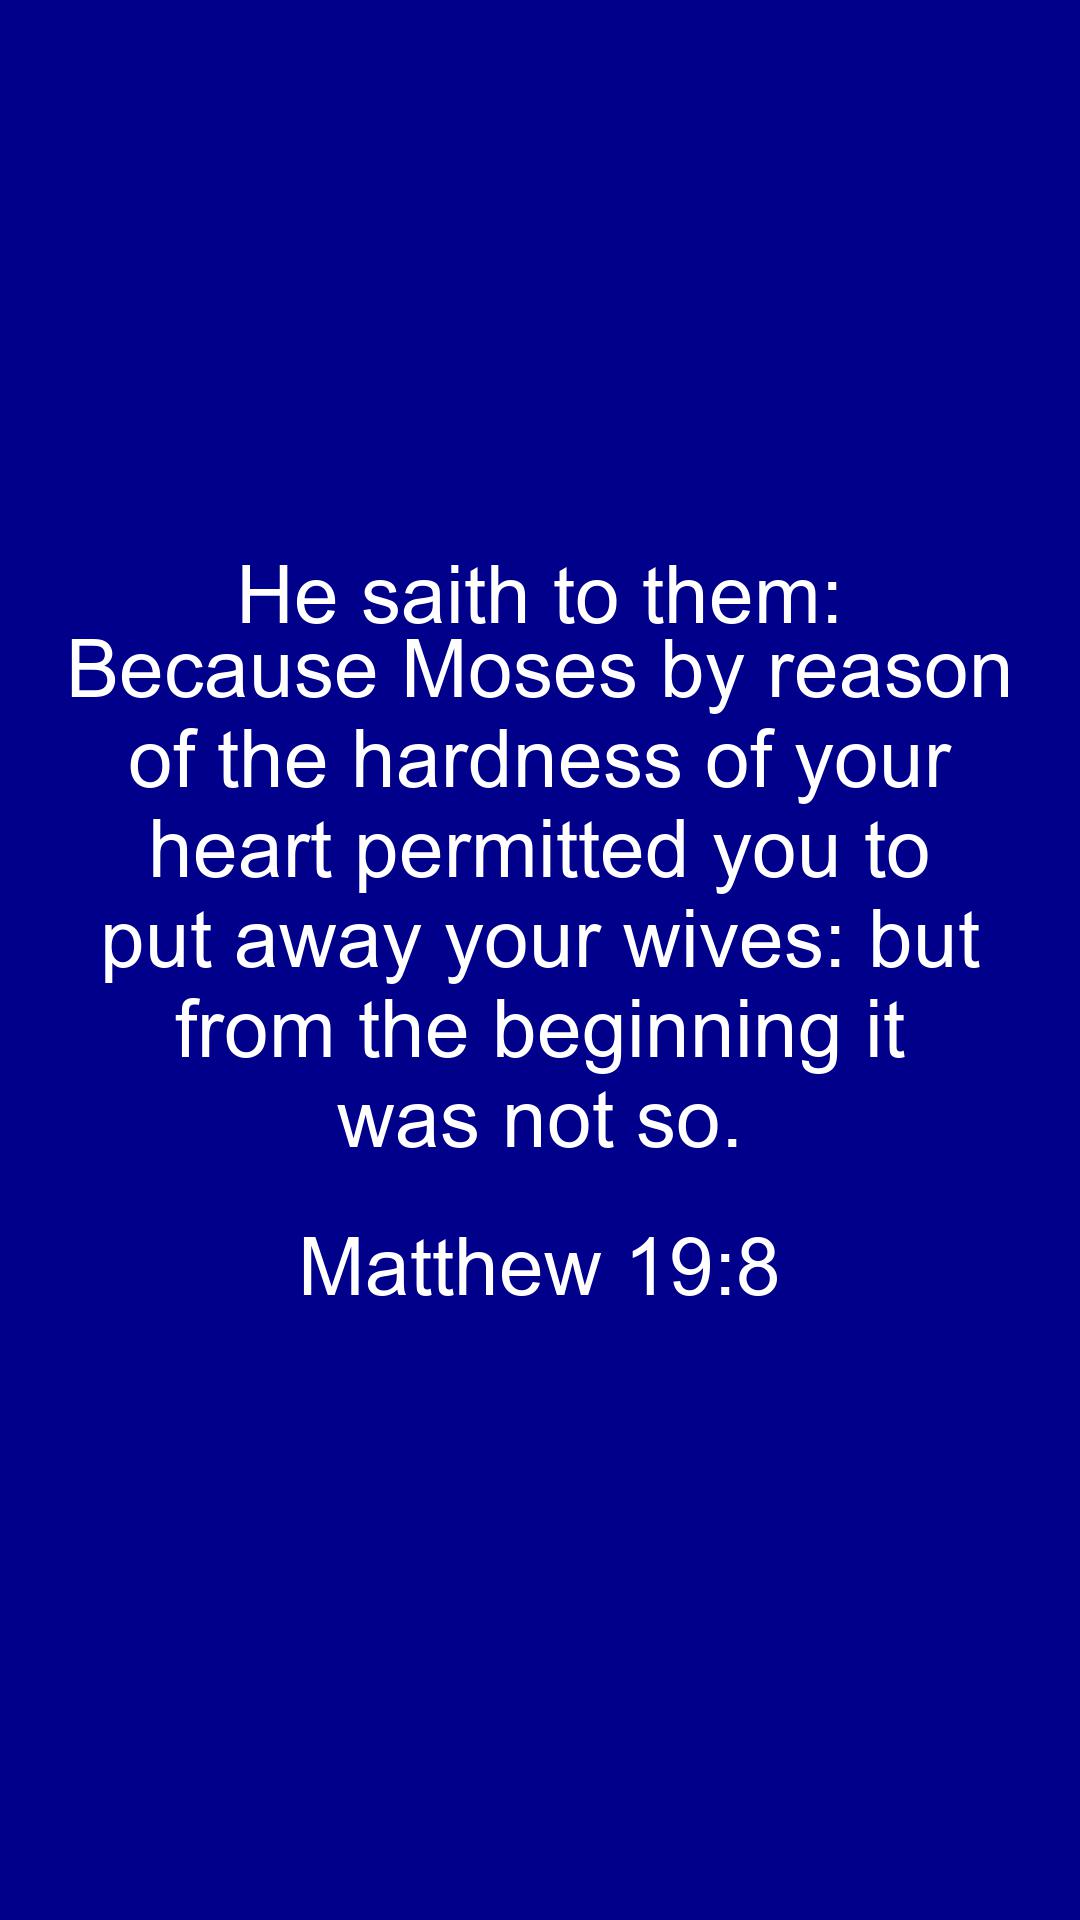 He saith to them:
Because Moses by reason
of the hardness of your
heart permitted you to
put away your wives: but
from the beginning it
was not so.
Matthew 19:8